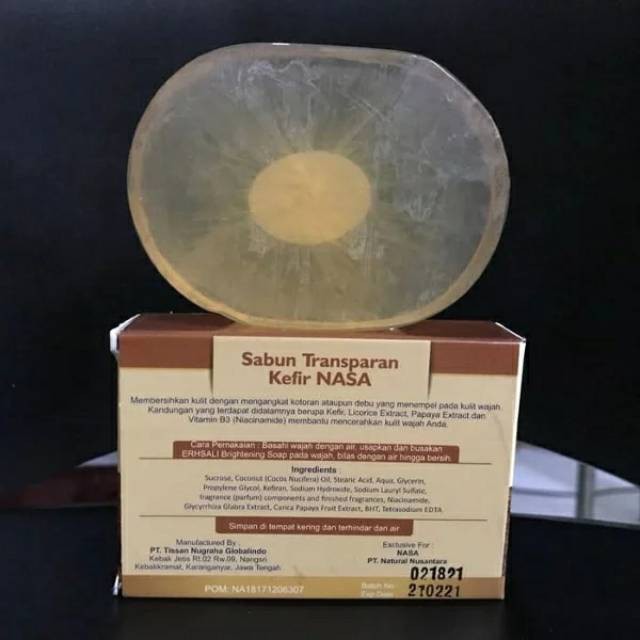 Sabun Transparan
Kefir NASA
Membersihkan kulit dengan mengangkat kotoran ataupun debu yang menempel pada kulit wajah.
Kandungan yang terdapat didalamnya berupa Kefir, Licorice Extract, Papaya Extract dan
Vitamin B3 (Niacinamide) membantu mencerahkan kulit wajah Anda.
Cara Pemakaian : Basahi wajah dengan air, usapkan dan busakan
ERHSALI Brightening Soap pada wajah, bilas dengan air hingga bersih.
Ingredients :
Sucrose, Coconut (Cocos Nucifera) Oil, Stearic Acid, Aqua, Glycerin,
Propylene Glycol, Kefiran, Sodium Hydroxide, Sodium Lauryl Sulfate,
fragrance (parfum) components and finished fragrances, Niacinamide,
Glycyrrhiza Glabra Extract, Carica Papaya Fruit Extract, BHT, Tetrasodium EDTA.
Simpan di tempat kering dan terhindar dari air
Manufactured By :
PT. Tissan Nugraha Globalindo
Kebak Jetis Rt.02 Rw.09, Nangsri
Kebakkramat, Karanganyar, Jawa Tengah
Exclusive For :
NASA
PT. Natural Nusantara
POM: NA18171206307
Batch No. 021821
Exp Date 270221